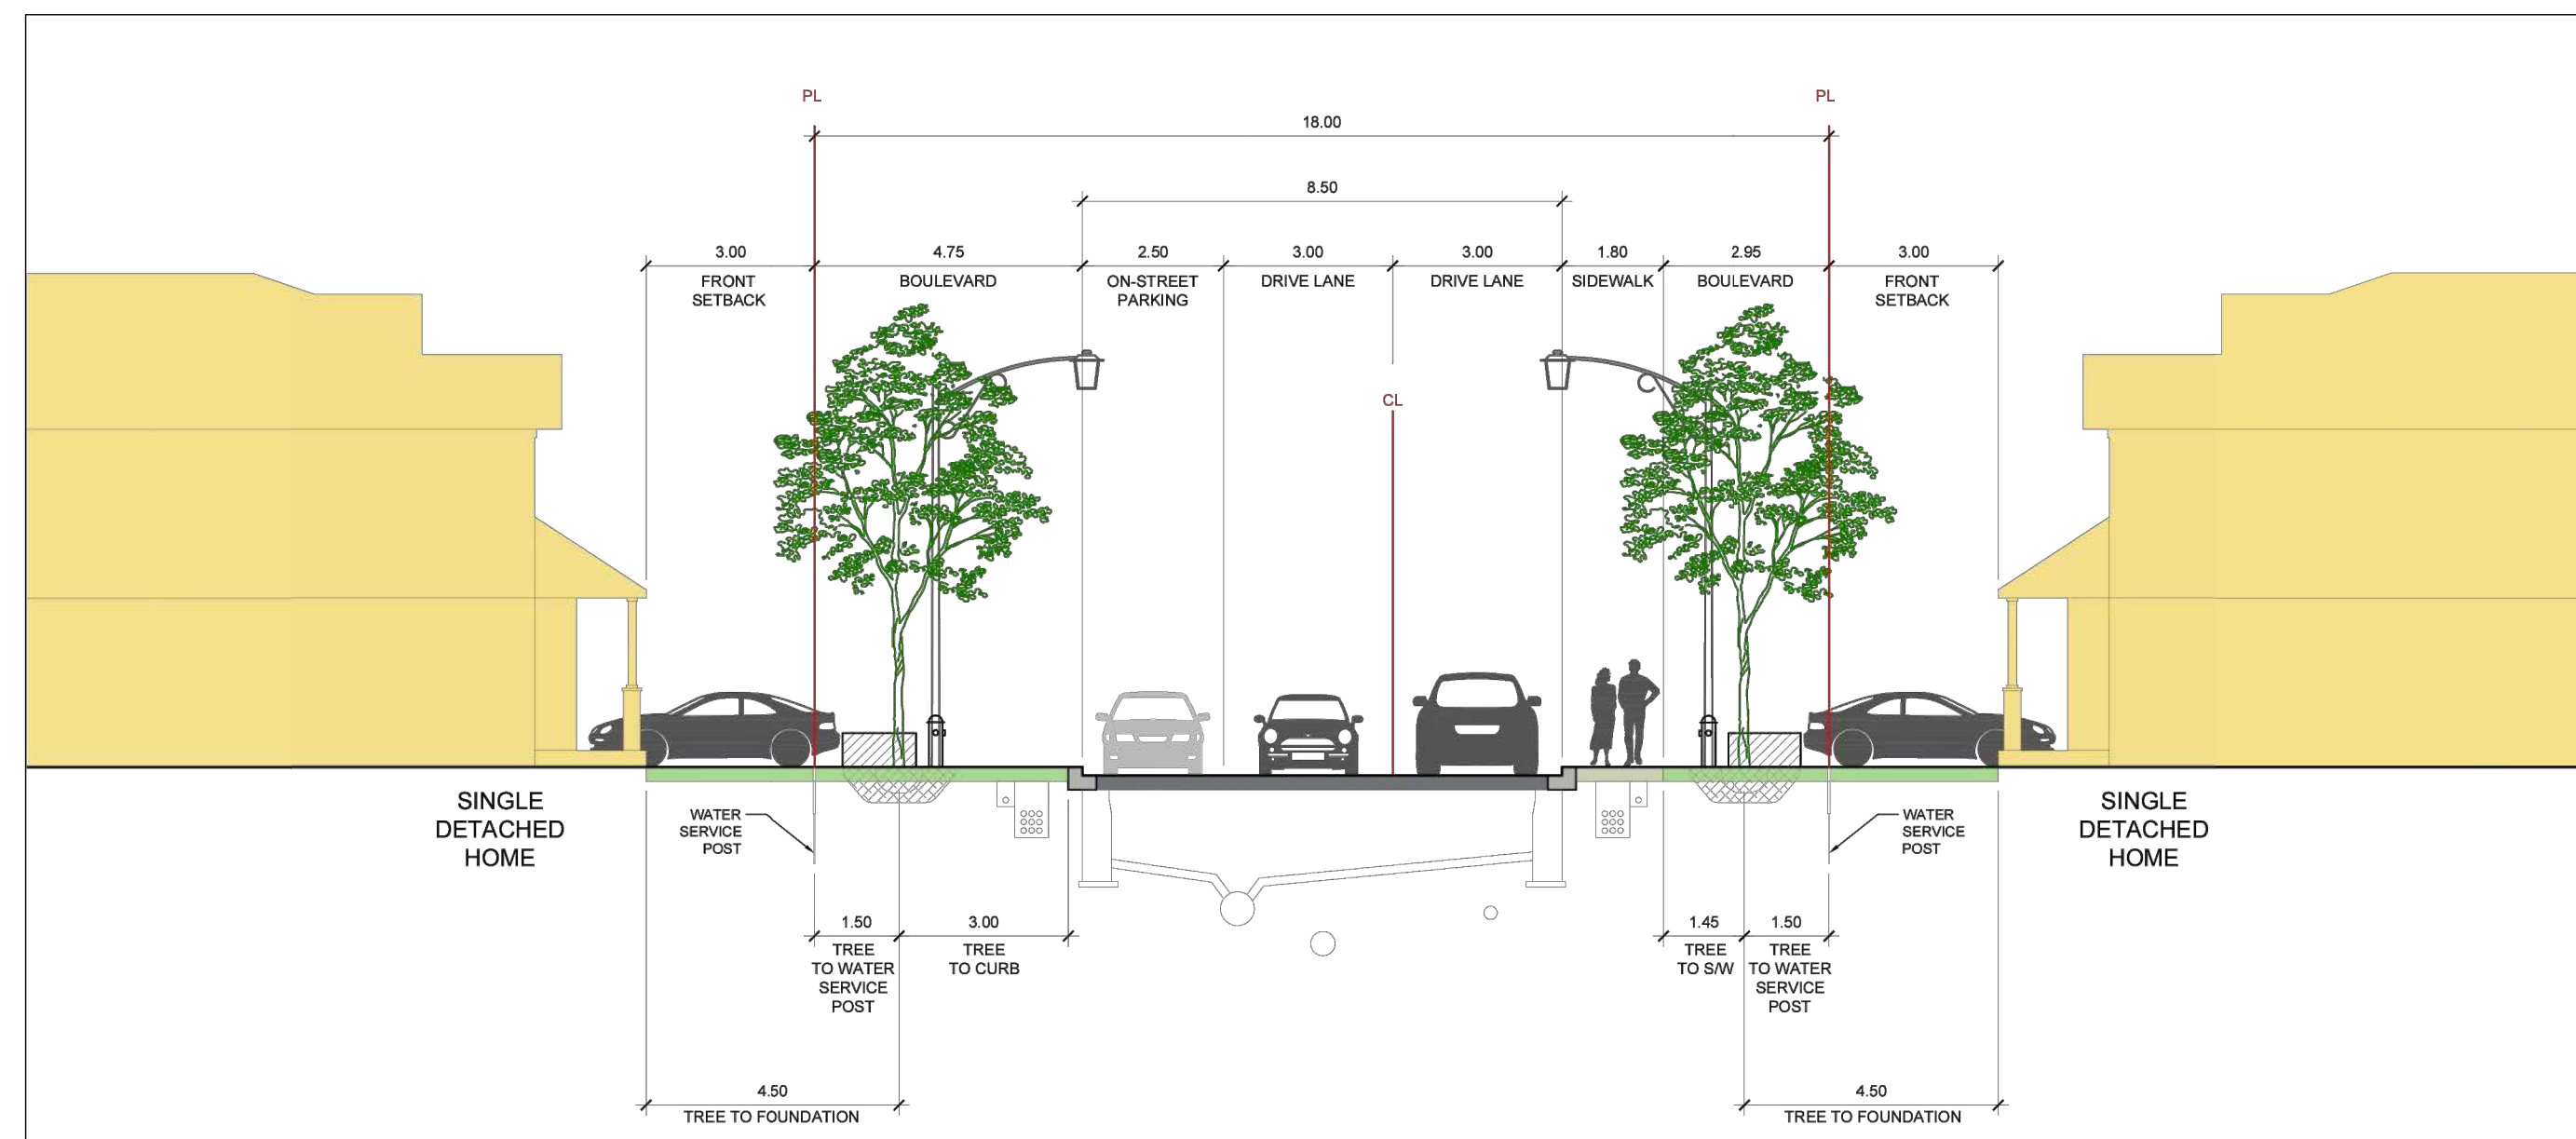 PL
PL
18.00
8.50
3.00
4.75
2.50
3.00
3.00
1.80
2.95
3.00
FRONT
SETBACK
BOULEVARD
ON-STREET
PARKING
DRIVE LANE
DRIVE LANE
SIDEWALK
BOULEVARD
FRONT
SETBACK
CL
SINGLE
DETACHED
HOME
WATER
SERVICE
POST
WATER
SERVICE
POST
SINGLE
DETACHED
HOME
1.50
TREE
TO WATER
SERVICE
POST
3.00
TREE
TO CURB
1.45
TREE
TO S/W
1.50
TREE
TO WATER
SERVICE
POST
4.50
TREE TO FOUNDATION
4.50
TREE TO FOUNDATION